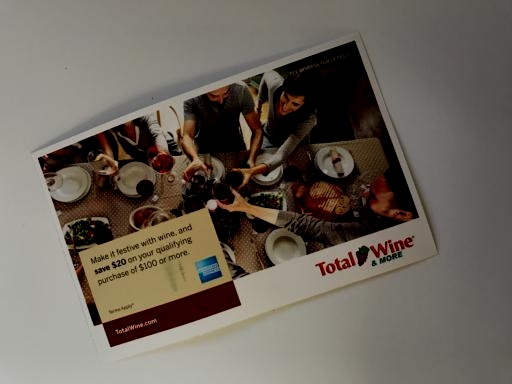 Make it festive with wine, and
save $20 on your qualifying
purchase of $100 or more.
Terms Apply*
TotalWine.com
Total Wine
& MORE